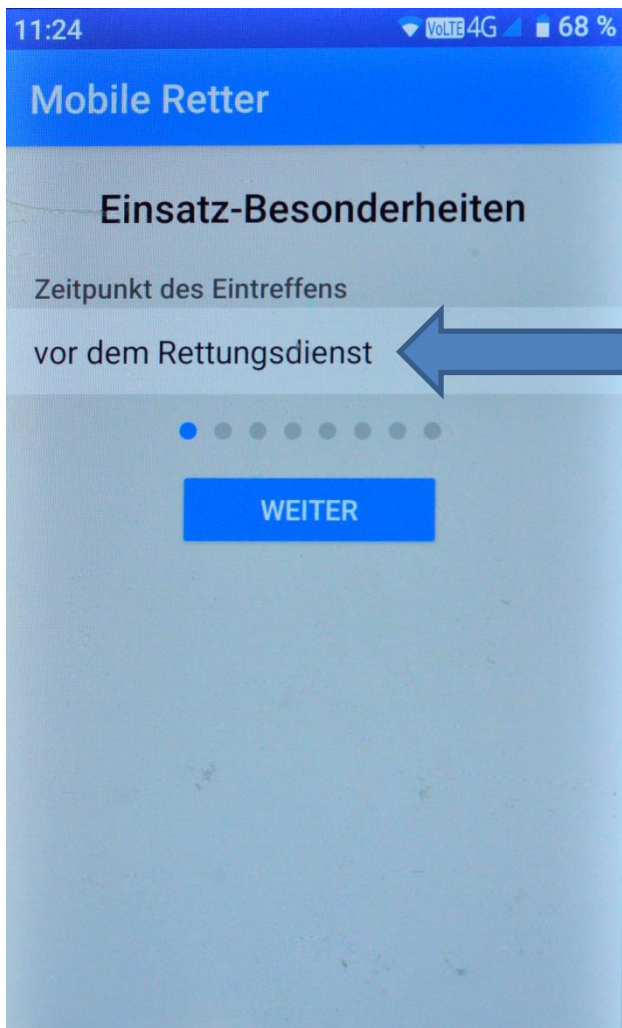 11:24 VoLTE 4G 68 %
Mobile Retter
Einsatz-Besonderheiten
Zeitpunkt des Eintreffens
vor dem Rettungsdienst
WEITER